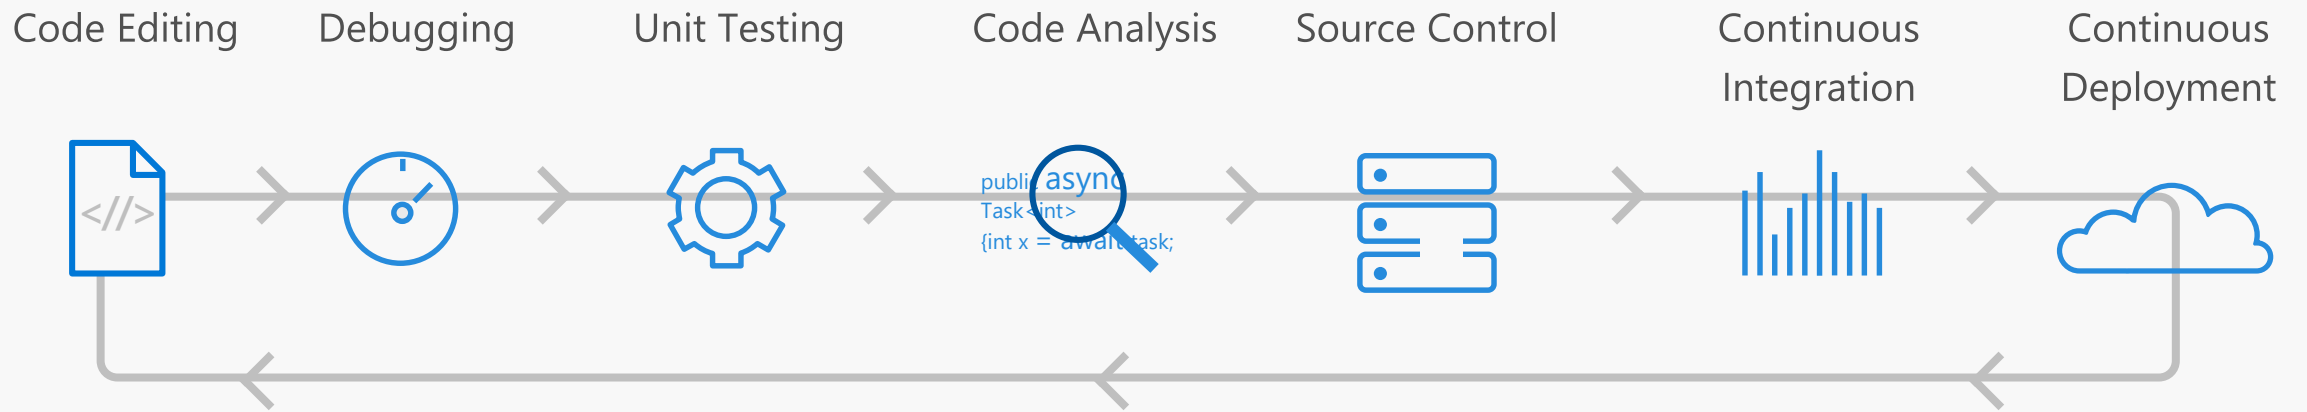 Code Editing
Debugging
Unit Testing
Code Analysis
Source Control
Continuous
Integration
Continuous
Deployment
<//>
public async
Task<int>
{int x = await task;